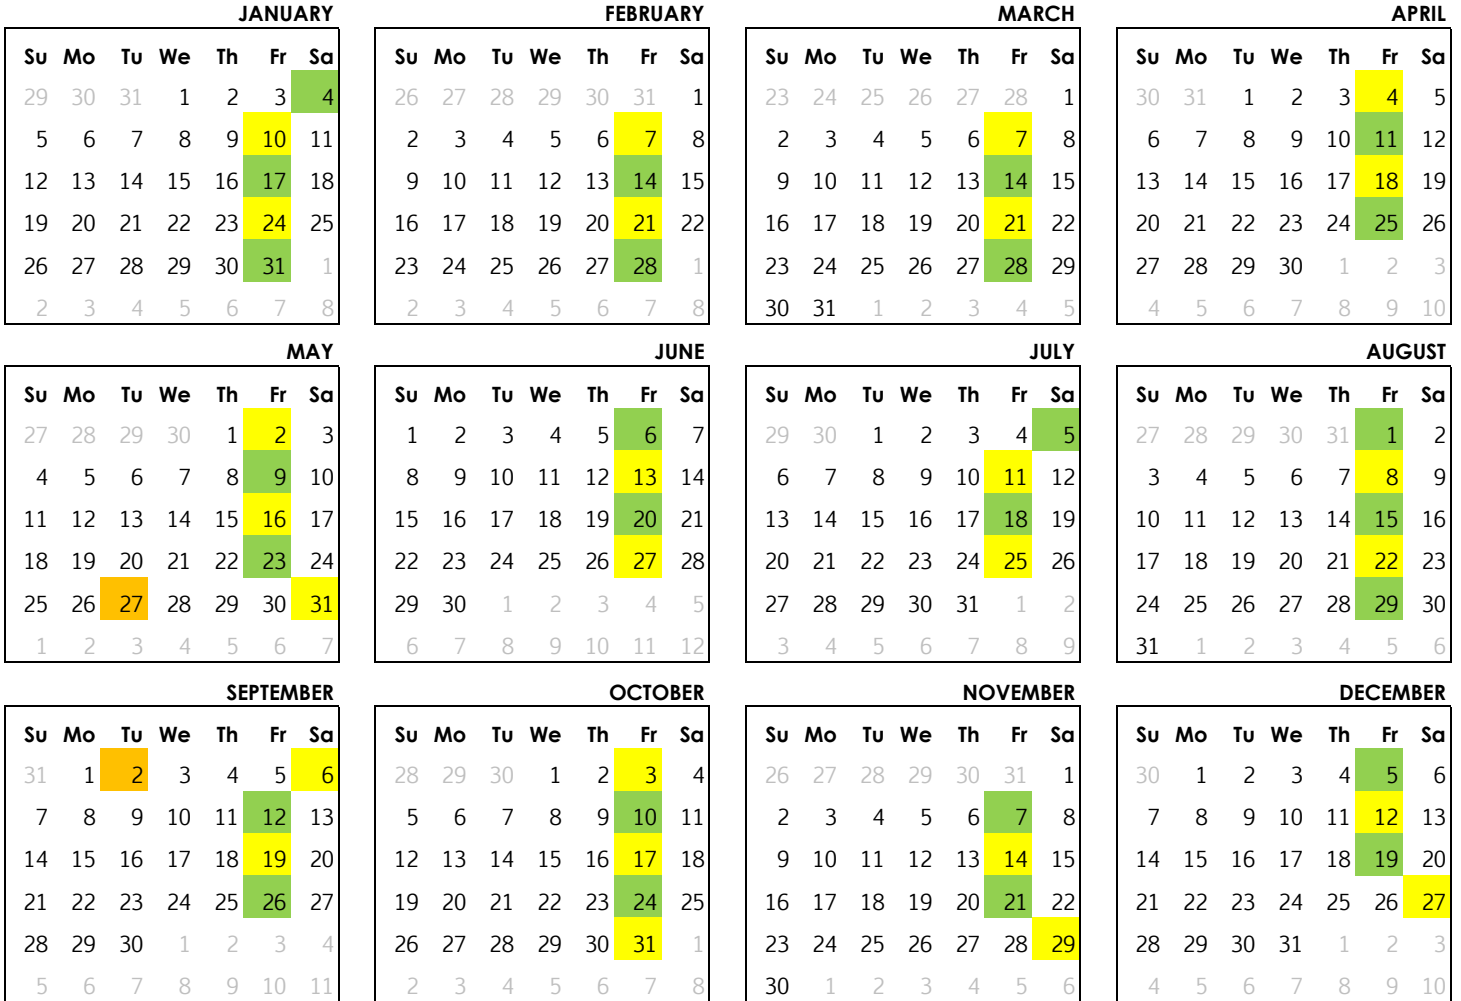 JANUARY FEBRUARY MARCH APRIL
Su Mo Tu We Th Fr Sa Su Mo Tu We Th Fr Sa Su Mo Tu We Th Fr Sa Su Mo Tu We Th Fr Sa
29 30 31 1 2 3 4 26 27 28 29 30 31 1 23 24 25 26 27 28 1 30 31 1 2 3 4 5
5 6 7 8 9 10 11 2 3 4 5 6 7 8 2 3 4 5 6 7 8 6 7 8 9 10 11 12
12 13 14 15 16 17 18 9 10 11 12 13 14 15 9 10 11 12 13 14 15 13 14 15 16 17 18 19
19 20 21 22 23 24 25 16 17 18 19 20 21 22 16 17 18 19 20 21 22 20 21 22 23 24 25 26
26 27 28 29 30 31 1 23 24 25 26 27 28 1 23 24 25 26 27 28 29 27 28 29 30 1 2 3
2 3 4 5 6 7 8 2 3 4 5 6 7 8 30 31 1 2 3 4 5 4 5 6 7 8 9 10
MAY JUNE JULY AUGUST
Su Mo Tu We Th Fr Sa Su Mo Tu We Th Fr Sa Su Mo Tu We Th Fr Sa Su Mo Tu We Th Fr Sa
27 28 29 30 1 2 3 1 2 3 4 5 6 7 29 30 1 2 3 4 5 27 28 29 30 31 1 2
4 5 6 7 8 9 10 8 9 10 11 12 13 14 6 7 8 9 10 11 12 3 4 5 6 7 8 9
11 12 13 14 15 16 17 15 16 17 18 19 20 21 13 14 15 16 17 18 19 10 11 12 13 14 15 16
18 19 20 21 22 23 24 22 23 24 25 26 27 28 20 21 22 23 24 25 26 17 18 19 20 21 22 23
25 26 27 28 29 30 31 29 30 1 2 3 4 5 27 28 29 30 31 1 2 24 25 26 27 28 29 30
1 2 3 4 5 6 7 6 7 8 9 10 11 12 3 4 5 6 7 8 9 31 1 2 3 4 5 6
SEPTEMBER OCTOBER NOVEMBER DECEMBER
Su Mo Tu We Th Fr Sa Su Mo Tu We Th Fr Sa Su Mo Tu We Th Fr Sa Su Mo Tu We Th Fr Sa
31 1 2 3 4 5 6 28 29 30 1 2 3 4 26 27 28 29 30 31 1 30 1 2 3 4 5 6
7 8 9 10 11 12 13 5 6 7 8 9 10 11 2 3 4 5 6 7 8 7 8 9 10 11 12 13
14 15 16 17 18 19 20 12 13 14 15 16 17 18 9 10 11 12 13 14 15 14 15 16 17 18 19 20
21 22 23 24 25 26 27 19 20 21 22 23 24 25 16 17 18 19 20 21 22 21 22 23 24 25 26 27
28 29 30 1 2 3 4 26 27 28 29 30 31 1 23 24 25 26 27 28 29 28 29 30 31 1 2 3
5 6 7 8 9 10 11 2 3 4 5 6 7 8 30 1 2 3 4 5 6 4 5 6 7 8 9 10